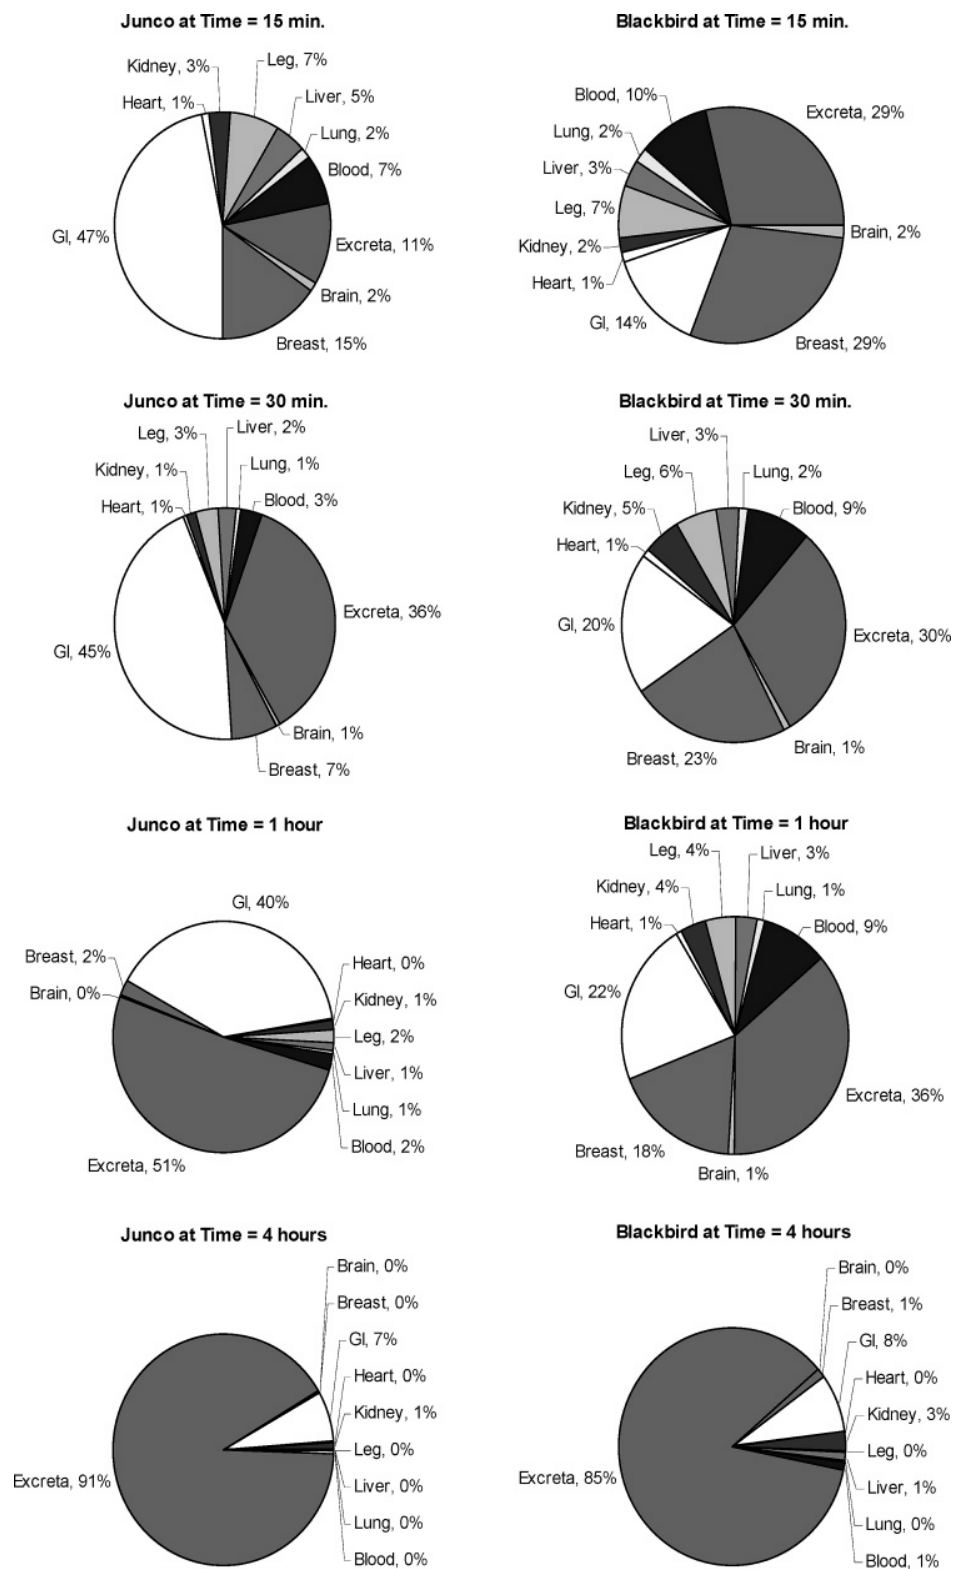 Junco at Time = 15 min.
Kidney, 3%
Leg, 7%
Heart, 1%
Liver, 5%
Lung, 2%
Blood, 7%
GI, 47%
Excreta, 11%
Brain, 2%
Breast, 15%
Blackbird at Time = 15 min.
Blood, 10%
Excreta, 29%
Lung, 2%
Liver, 3%
Leg, 7%
Brain, 2%
Kidney, 2%
Heart, 1%
GI, 14%
Breast, 29%
Junco at Time = 30 min.
Leg, 3%
Liver, 2%
Kidney, 1%
Lung, 1%
Heart, 1%
Blood, 3%
Excreta, 36%
GI, 45%
Brain, 1%
Breast, 7%
Blackbird at Time = 30 min.
Liver, 3%
Leg, 6%
Lung, 2%
Kidney, 5%
Blood, 9%
Heart, 1%
GI, 20%
Excreta, 30%
Brain, 1%
Breast, 23%
Junco at Time = 1 hour
GI, 40%
Breast, 2%
Heart, 0%
Brain, 0%
Kidney, 1%
Leg, 2%
Liver, 1%
Lung, 1%
Blood, 2%
Excreta, 51%
Blackbird at Time = 1 hour
Leg, 4%
Liver, 3%
Kidney, 4%
Lung, 1%
Heart, 1%
Blood, 9%
GI, 22%
Excreta, 36%
Breast, 18%
Brain, 1%
Junco at Time = 4 hours
Brain, 0%
Breast, 0%
GI, 7%
Heart, 0%
Kidney, 1%
Leg, 0%
Excreta, 91%
Liver, 0%
Lung, 0%
Blood, 0%
Blackbird at Time = 4 hours
Brain, 0%
Breast, 1%
GI, 8%
Heart, 0%
Kidney, 3%
Leg, 0%
Excreta, 85%
Liver, 1%
Lung, 0%
Blood, 1%